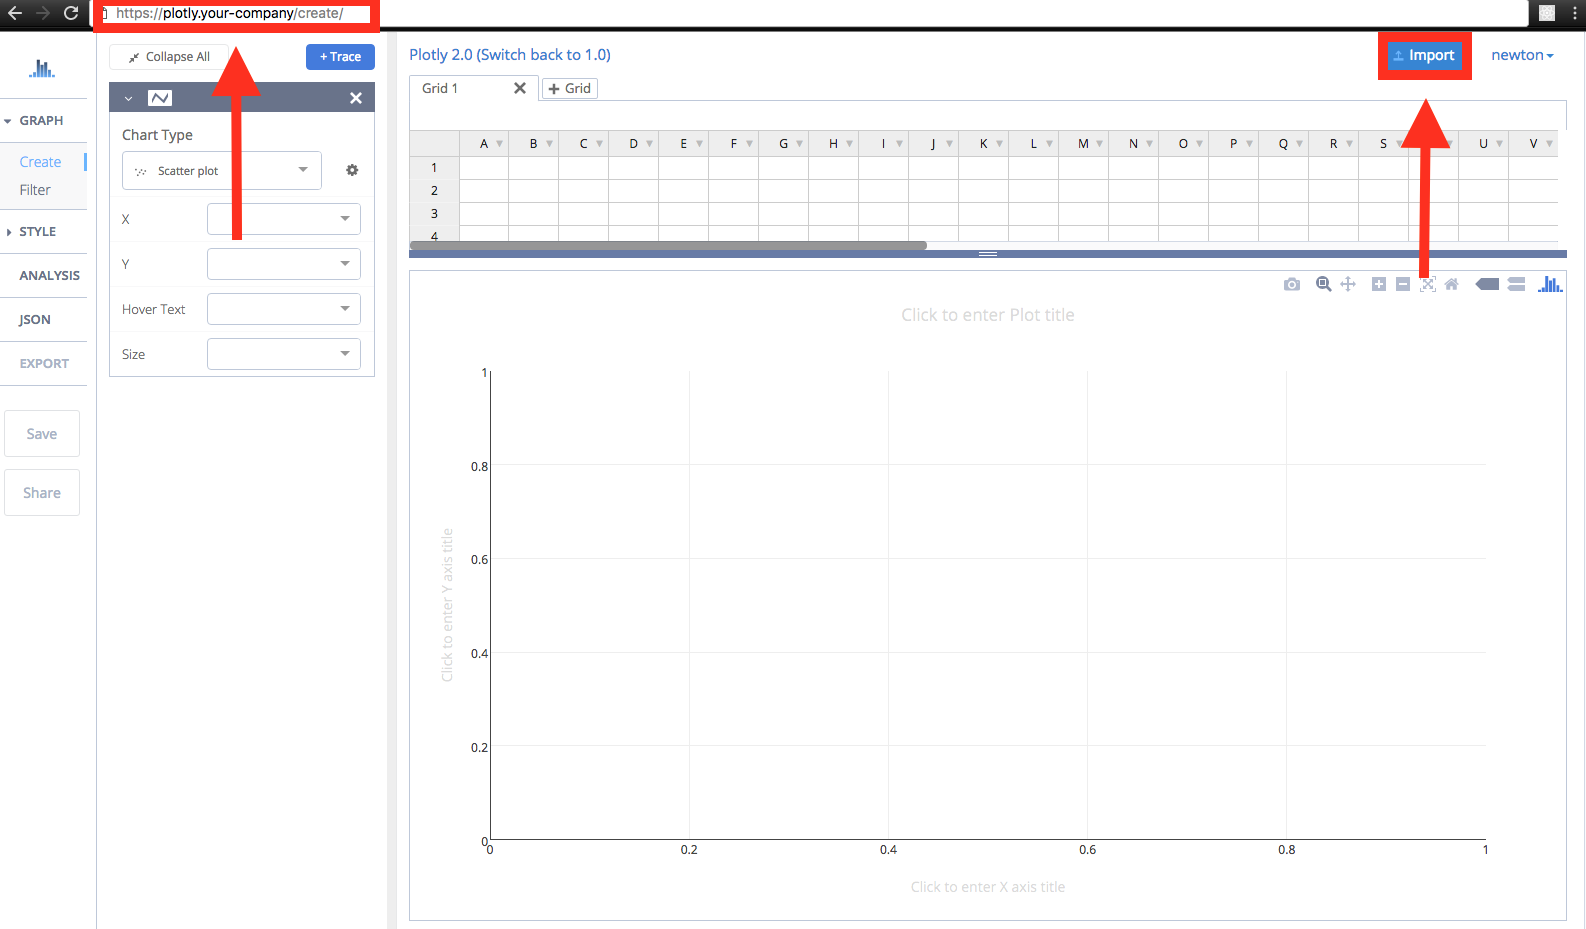 https://plotly.your-company/create/
Collapse All
+ Trace
Plotly 2.0 (Switch back to 1.0)
Import
newton
Grid 1
+ Grid
GRAPH
Create
Filter
STYLE
ANALYSIS
JSON
EXPORT
Save
Share
Chart Type
Scatter plot
X
Y
Hover Text
Size
A B C D E F G H I J K L M N O P Q R S U V
1
2
3
4
Click to enter Plot title
1
0.8
0.6
0.4
0.2
0
Click to enter Y axis title
0 0.2 0.4 0.6 0.8 1
Click to enter X axis title